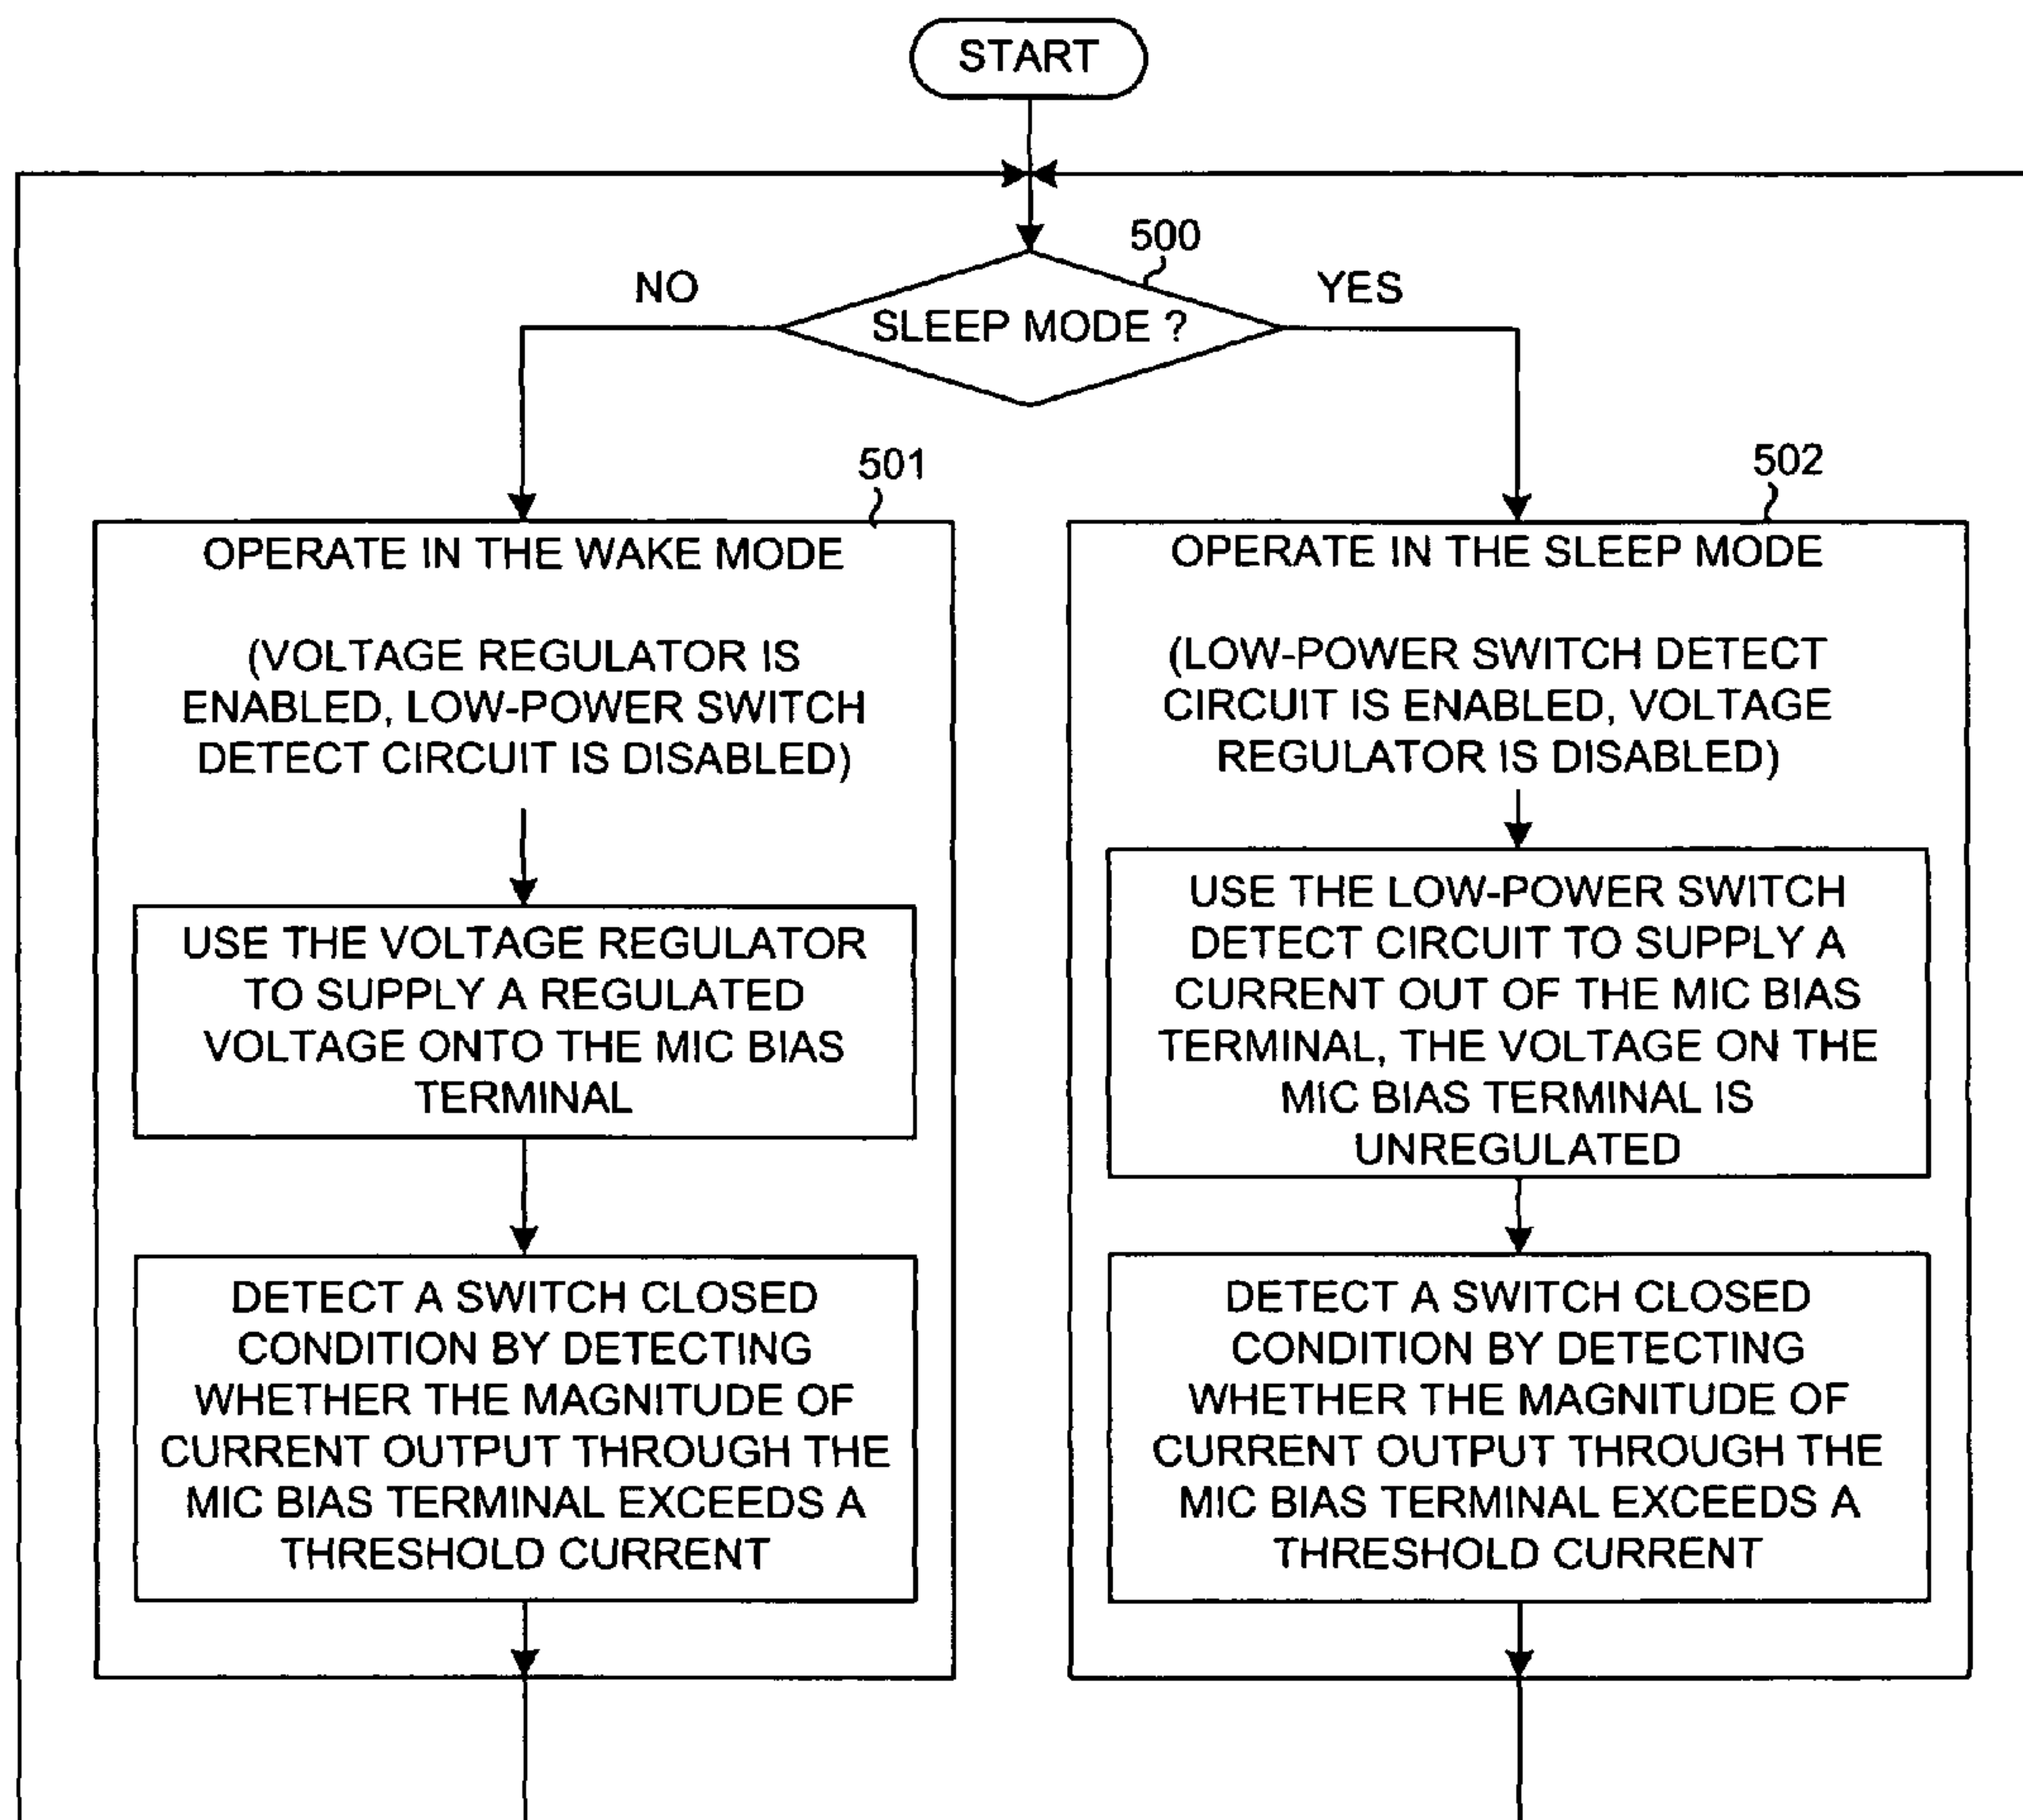 START
500
NO
YES
SLEEP MODE ?
501
OPERATE IN THE WAKE MODE
(VOLTAGE REGULATOR IS
ENABLED, LOW-POWER SWITCH
DETECT CIRCUIT IS DISABLED)
USE THE VOLTAGE REGULATOR
TO SUPPLY A REGULATED
VOLTAGE ONTO THE MIC BIAS
TERMINAL
DETECT A SWITCH CLOSED
CONDITION BY DETECTING
WHETHER THE MAGNITUDE OF
CURRENT OUTPUT THROUGH THE
MIC BIAS TERMINAL EXCEEDS A
THRESHOLD CURRENT
502
OPERATE IN THE SLEEP MODE
(LOW-POWER SWITCH DETECT
CIRCUIT IS ENABLED, VOLTAGE
REGULATOR IS DISABLED)
USE THE LOW-POWER SWITCH
DETECT CIRCUIT TO SUPPLY A
CURRENT OUT OF THE MIC BIAS
TERMINAL, THE VOLTAGE ON THE
MIC BIAS TERMINAL IS
UNREGULATED
DETECT A SWITCH CLOSED
CONDITION BY DETECTING
WHETHER THE MAGNITUDE OF
CURRENT OUTPUT THROUGH THE
MIC BIAS TERMINAL EXCEEDS A
THRESHOLD CURRENT